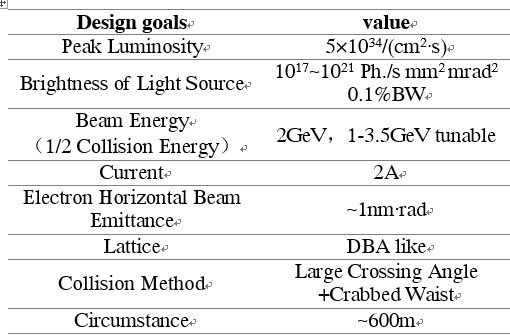 Design goals value
Peak Luminosity 5×10³⁴/(cm²·s)
Brightness of Light Source 10¹⁷~10²¹ Ph./s mm² mrad²
0.1%BW
Beam Energy
（1/2 Collision Energy） 2GeV，1-3.5GeV tunable
Current 2A
Electron Horizontal Beam
Emittance ~1nm·rad
Lattice DBA like
Collision Method Large Crossing Angle
+Crabbed Waist
Circumstance ~600m